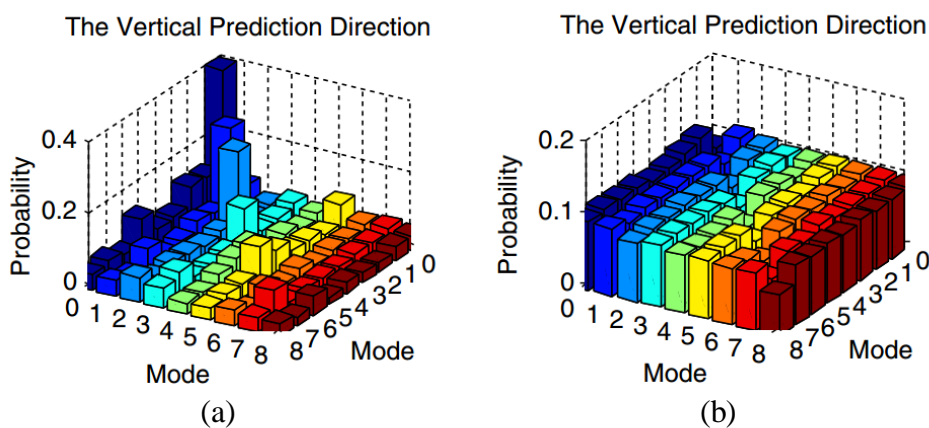 The Vertical Prediction Direction
Probability
0.4
0.2
0
0 1 2 3 4 5 6 7 8
Mode
8 7 6 5 4 3 2 1 0
Mode
(a)
The Vertical Prediction Direction
Probability
0.2
0.1
0
0 1 2 3 4 5 6 7 8
Mode
8 7 6 5 4 3 2 1 0
Mode
(b)